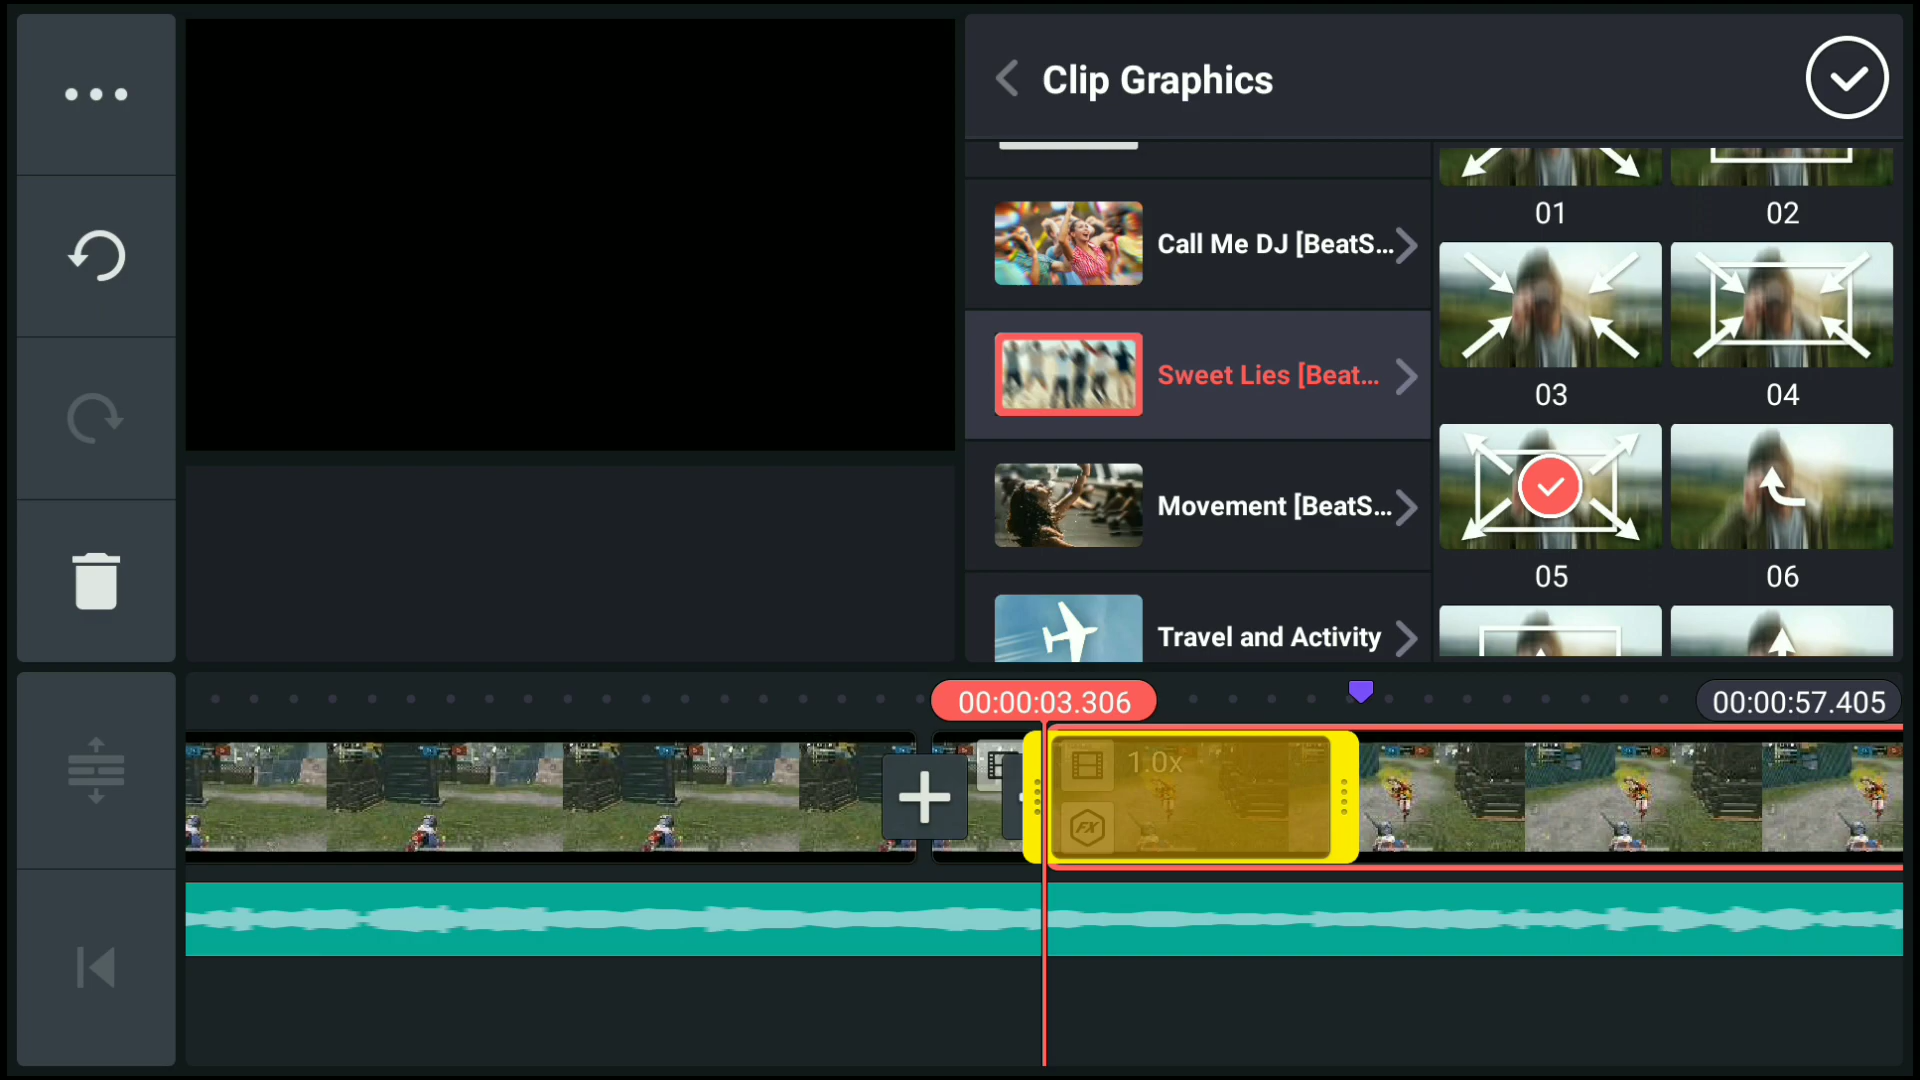 Clip Graphics
Call Me DJ [BeatS...
Sweet Lies [Beat...
Movement [BeatS...
Travel and Activity
01
02
03
04
05
06
00:00:03.306
00:00:57.405
1.0x
FX